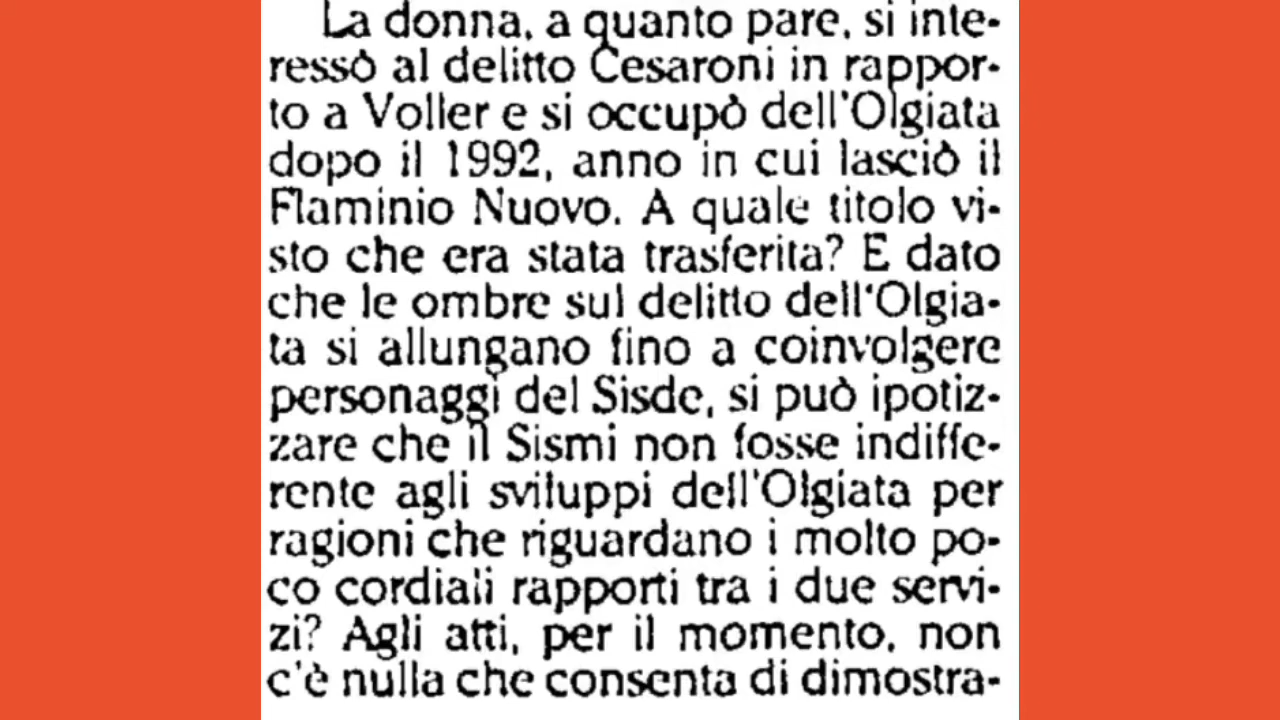 La donna, a quanto pare, si inte-
ressò al delitto Cesaroni in rappor-
to a Voller e si occupò dell'Olgiata
dopo il 1992, anno in cui lasciò il
Flaminio Nuovo. A quale titolo vi-
sto che era stata trasferita? E dato
che le ombre sul delitto dell'Olgia-
ta si allungano fino a coinvolgere
personaggi del Sisde, si può ipotiz-
zare che il Sismi non fosse indiffe-
rente agli sviluppi dell'Olgiata per
ragioni che riguardano i molto po-
co cordiali rapporti tra i due servi-
zi? Agli atti, per il momento, non
c'è nulla che consenta di dimostra-